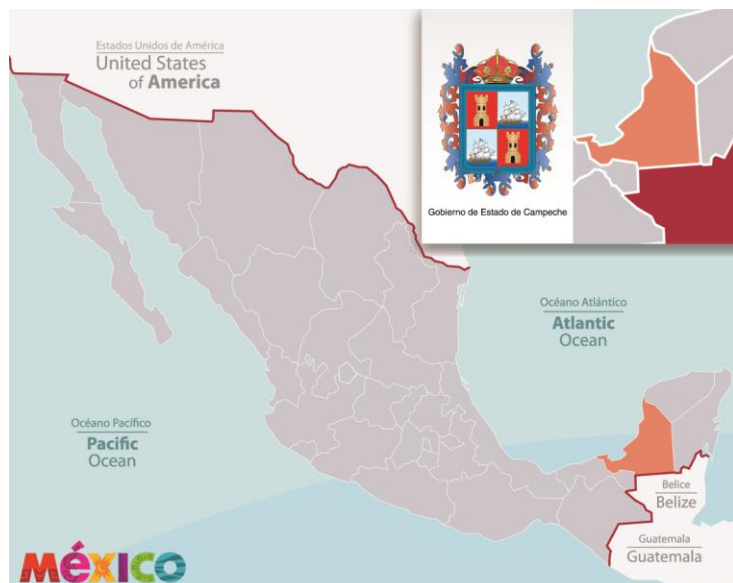 Estados Unidos de América
United States
of America
Gobierno de Estado de Campeche
Océano Atlántico
Atlantic
Ocean
Océano Pacífico
Pacific
Ocean
Belice
Belize
Guatemala
Guatemala
méxico